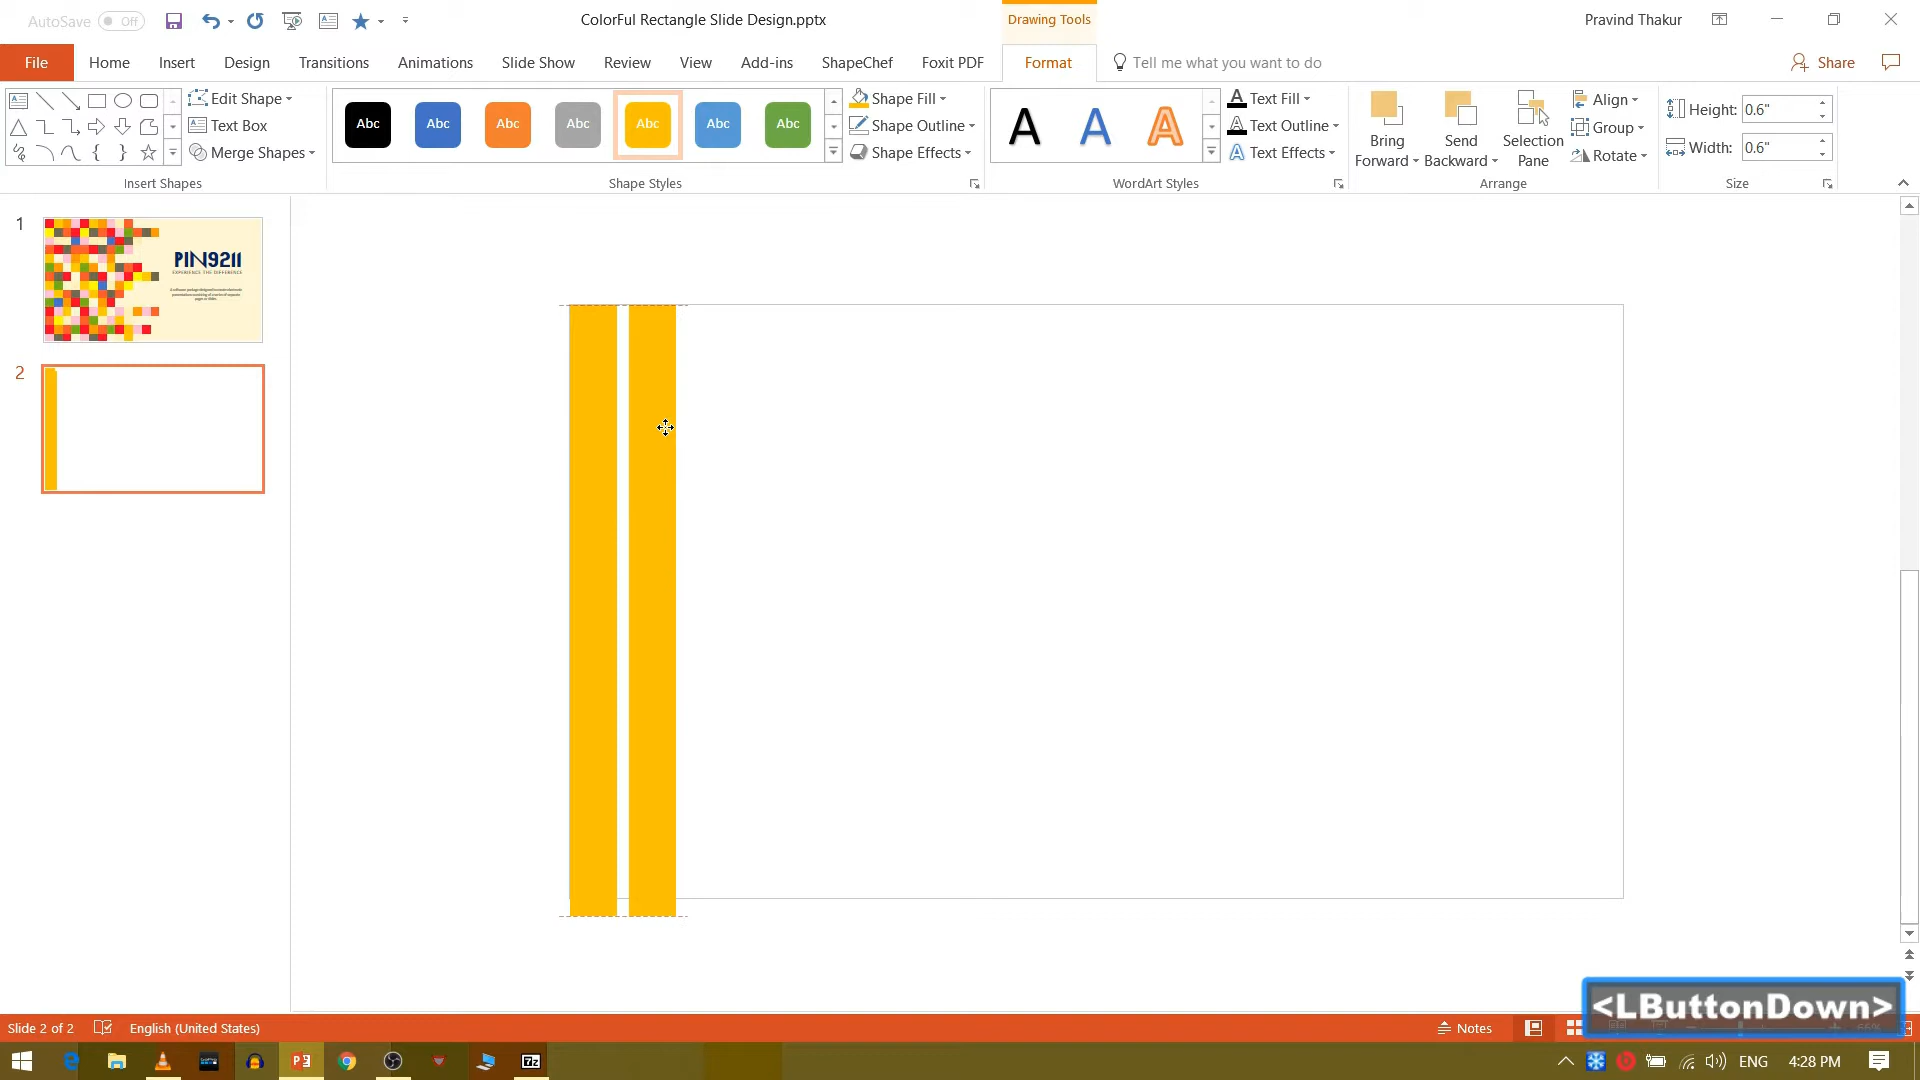 AutoSave Off
ColorFul Rectangle Slide Design.pptx
Drawing Tools
Pravind Thakur
File Home Insert Design Transitions Animations Slide Show Review View Add-ins ShapeChef Foxit PDF Format Tell me what you want to do Share
Edit Shape
Text Box
Merge Shapes
Insert Shapes
Abc Abc Abc Abc Abc Abc Abc
Shape Fill
Shape Outline
Shape Effects
Shape Styles
A A A
Text Fill
Text Outline
Text Effects
WordArt Styles
Bring Forward
Send Backward
Selection Pane
Align
Group
Rotate
Arrange
Height: 0.6"
Width: 0.6"
Size
1
PIN9211
EXPERIENCE THE DIFFERENCE
2
<LButtonDown>
Slide 2 of 2 English (United States) Notes
ENG 4:28 PM